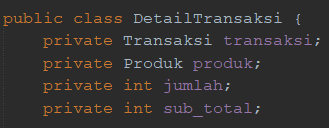 public class DetailTransaksi {
private Transaksi transaksi;
private Produk produk;
private int jumlah;
private int sub_total;